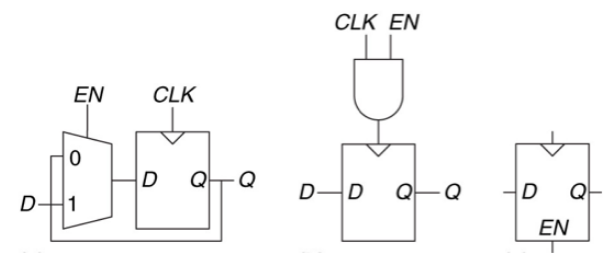 EN CLK
0
D 1
D Q Q
CLK EN
D D Q Q
D Q
EN